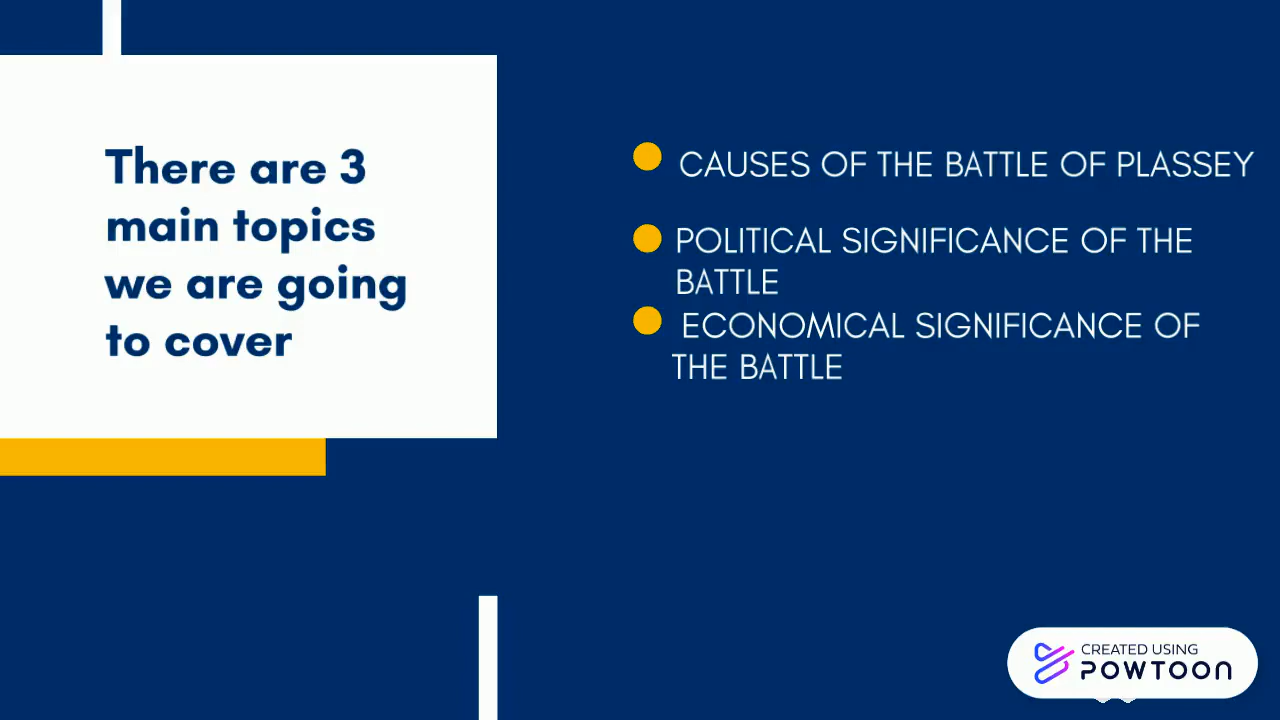 There are 3
main topics
we are going
to cover
CAUSES OF THE BATTLE OF PLASSEY
POLITICAL SIGNIFICANCE OF THE
BATTLE
ECONOMICAL SIGNIFICANCE OF
THE BATTLE
CREATED USING
POWTOON